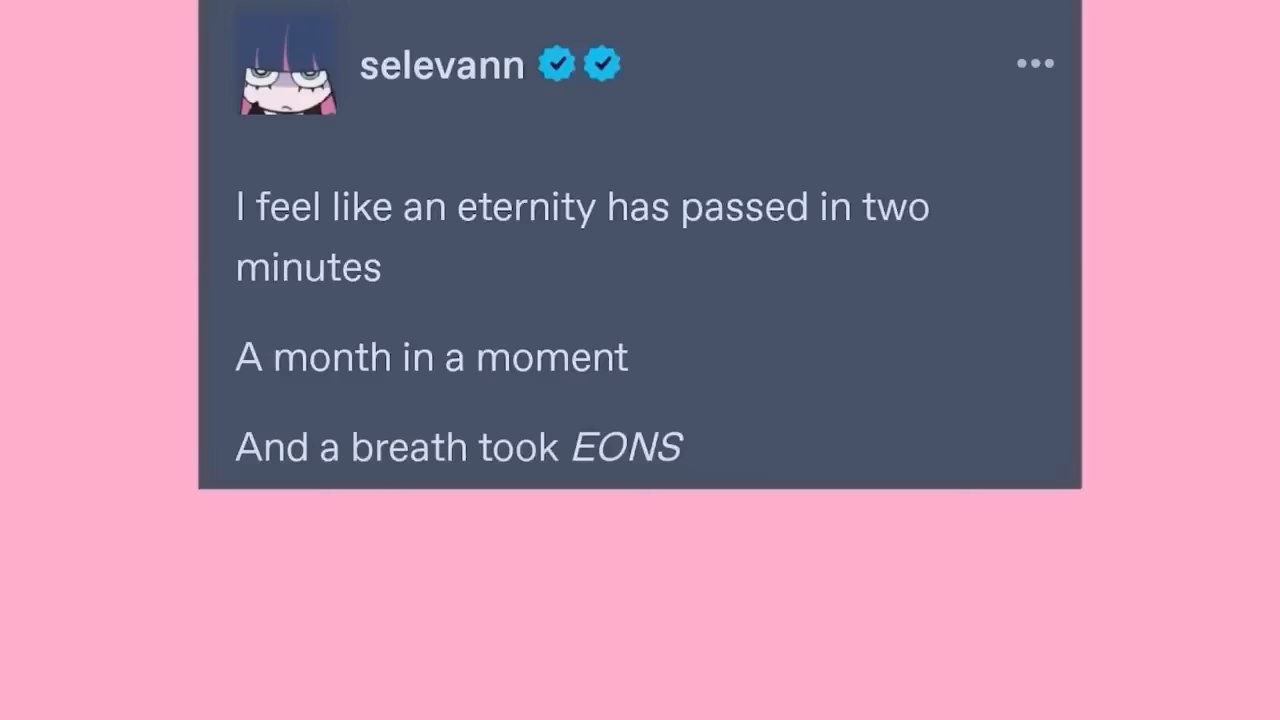 selevann
I feel like an eternity has passed in two
minutes
A month in a moment
And a breath took EONS